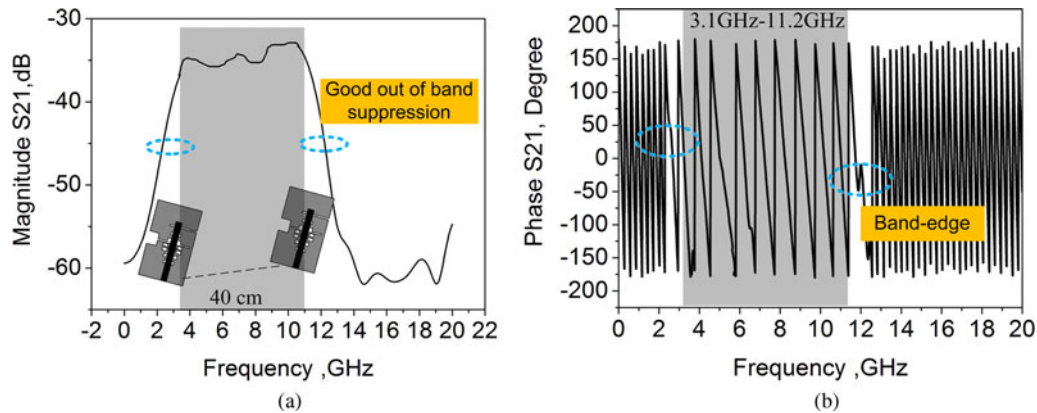 -30
-40
-50
-60
Magnitude S21,dB
Good out of band
suppression
40 cm
-2 0 2 4 6 8 10 12 14 16 18 20 22
Frequency ,GHz
(a)
3.1GHz-11.2GHz
200
150
100
50
0
-50
-100
-150
-200
Phase S21, Degree
Band-edge
0 2 4 6 8 10 12 14 16 18 20
Frequency ,GHz
(b)